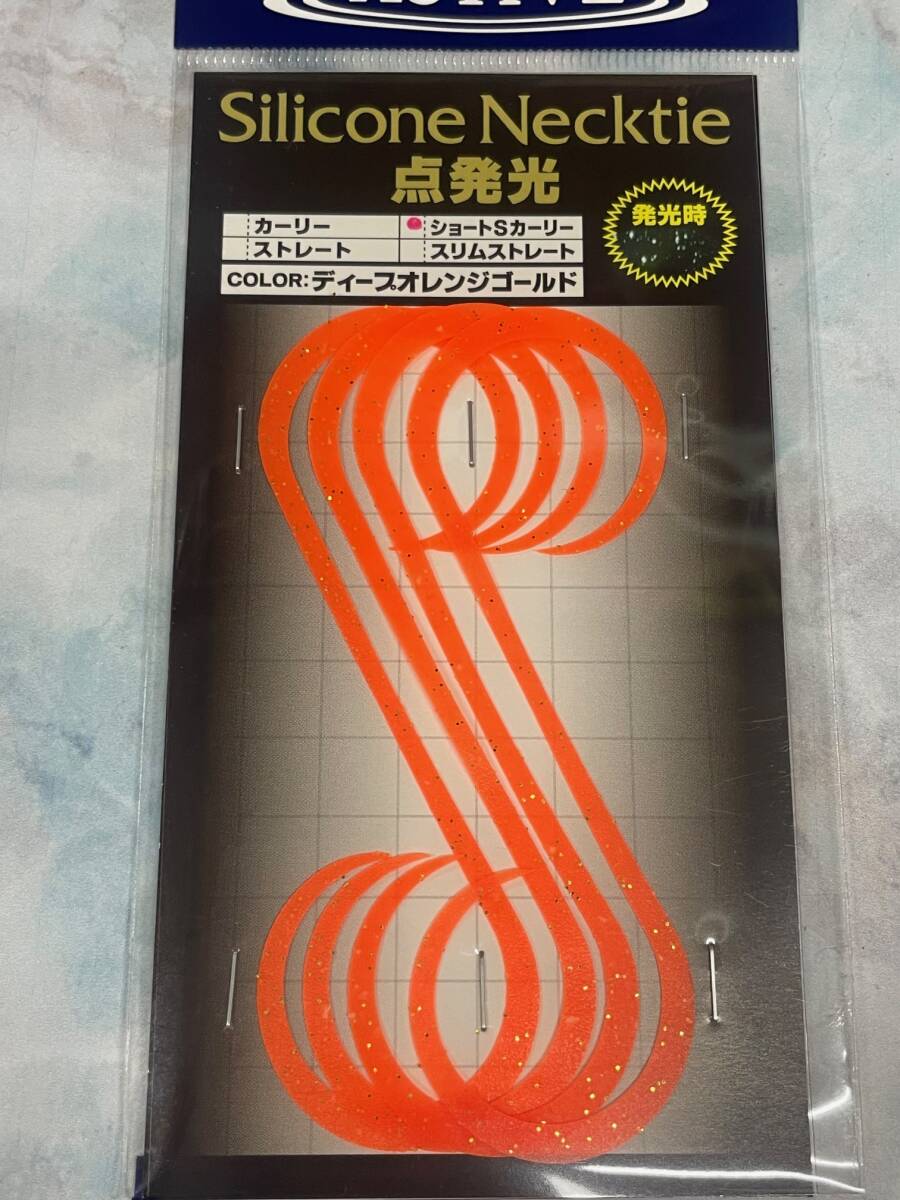 ACTIVE
Silicone Necktie
点発光
発光時
カーリー ショートSカーリー
ストレート スリムストレート
COLOR:ディープオレンジゴールド